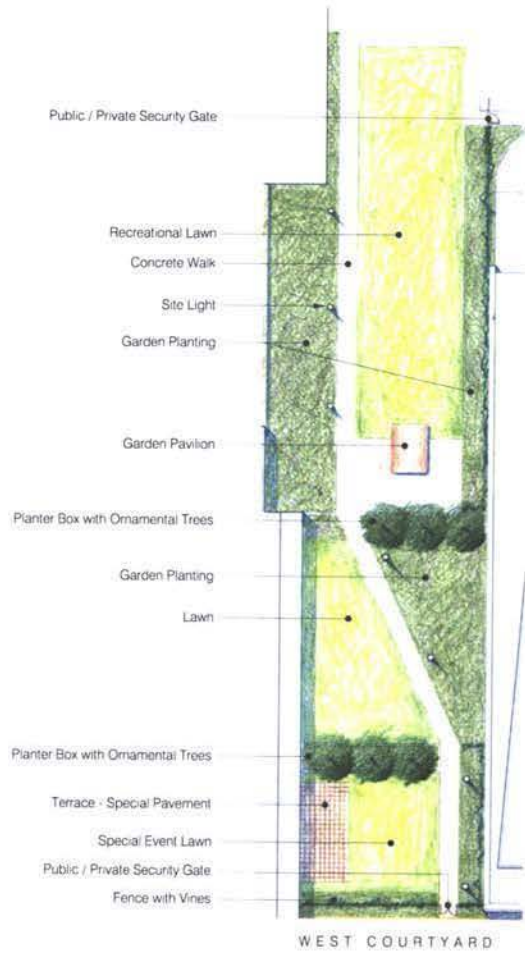 Public / Private Security Gate
Recreational Lawn
Concrete Walk
Site Light
Garden Planting
Garden Pavilion
Planter Box with Ornamental Trees
Garden Planting
Lawn
Planter Box with Ornamental Trees
Terrace - Special Pavement
Special Event Lawn
Public / Private Security Gate
Fence with Vines
WEST COURTYARD